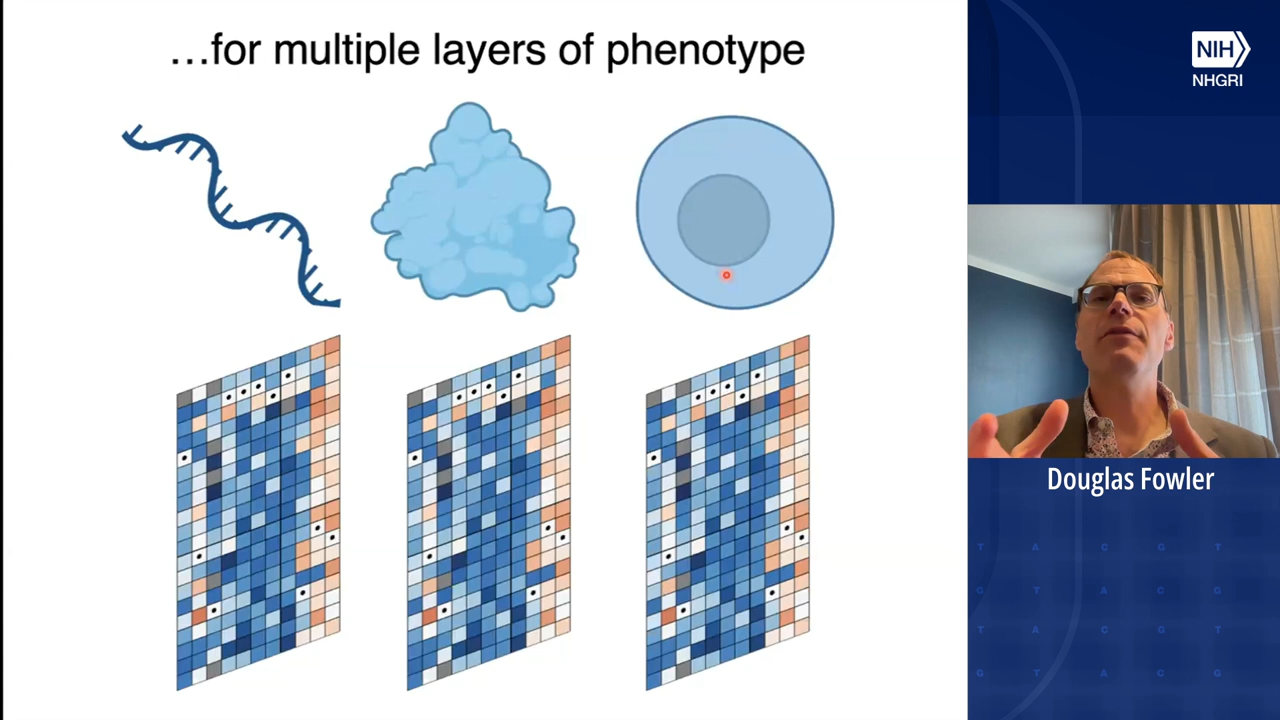 …for multiple layers of phenotype
NIH
NHGRI
Douglas Fowler
T A C G T
G T A C G
T A C G T
G T A C G